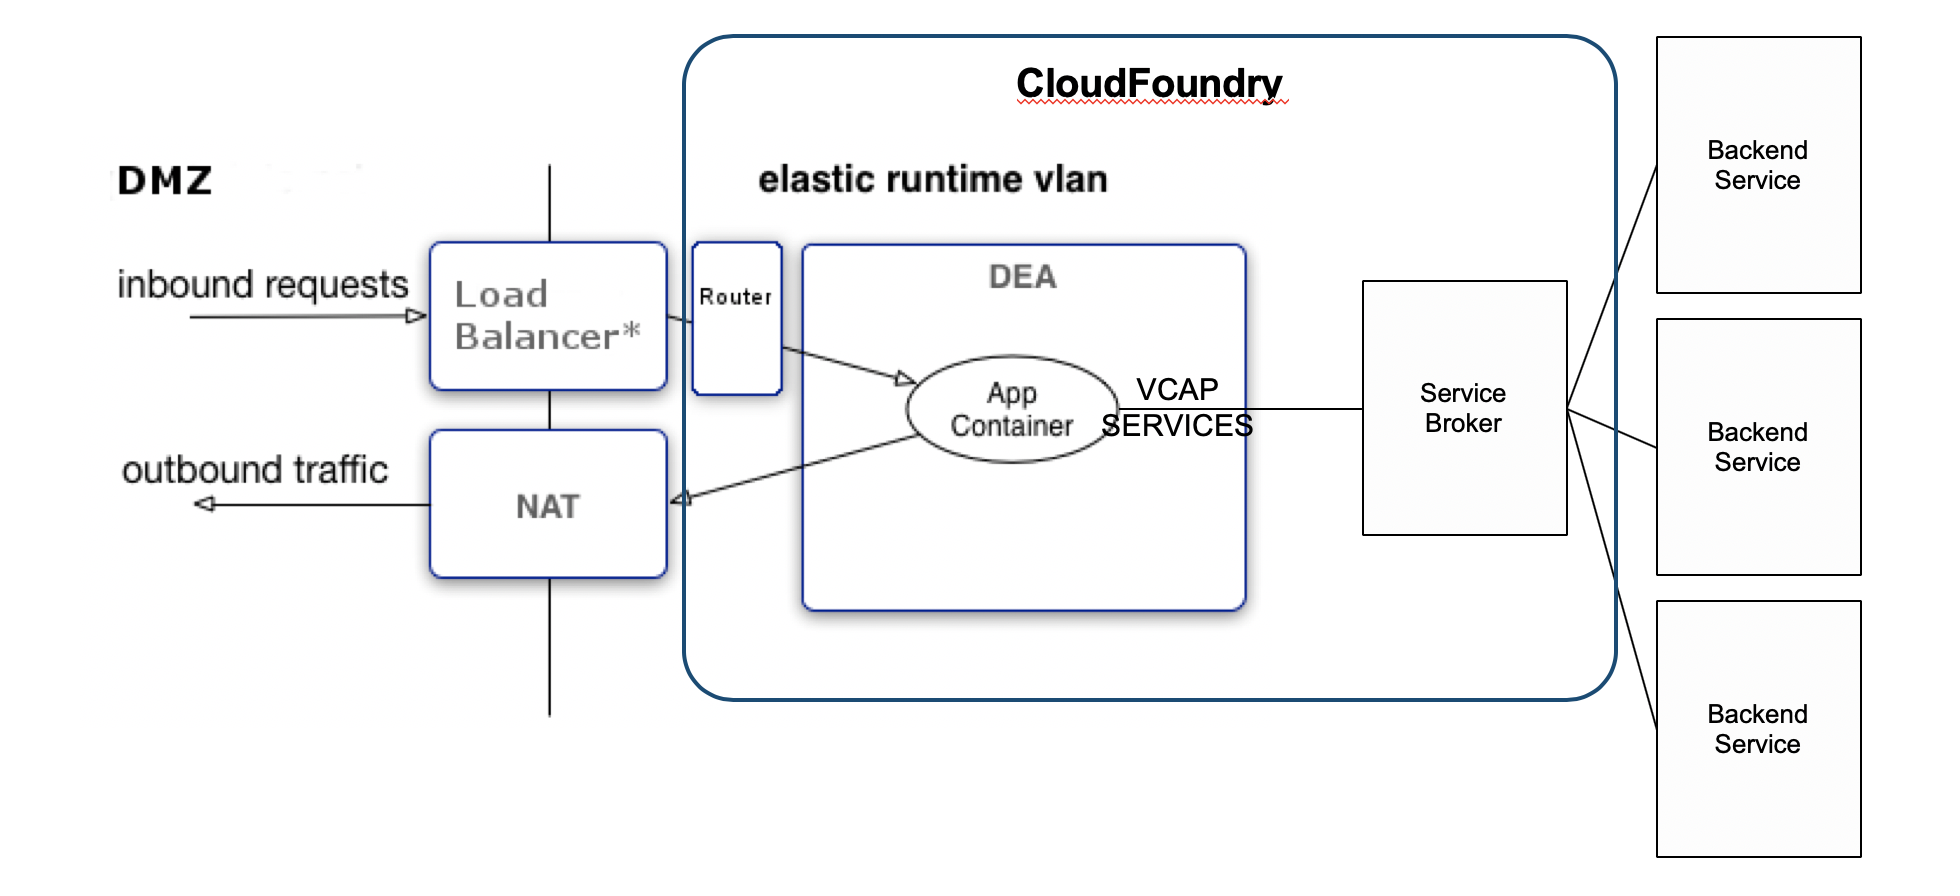 CloudFoundry
DMZ
elastic runtime vlan
inbound requests
Load
Balancer*
Router
DEA
App
Container
VCAP
SERVICES
outbound traffic
NAT
Service
Broker
Backend
Service
Backend
Service
Backend
Service